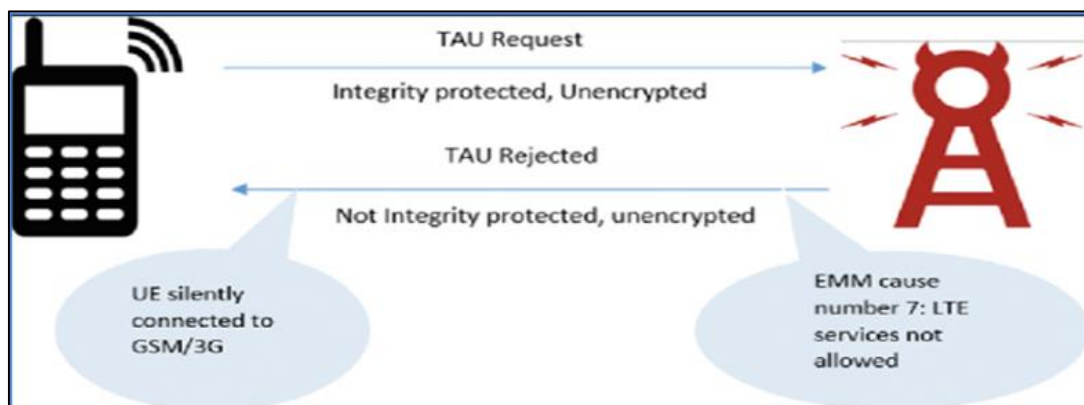 TAU Request
Integrity protected, Unencrypted
TAU Rejected
Not Integrity protected, unencrypted
UE silently
connected to
GSM/3G
EMM cause
number 7: LTE
services not
allowed